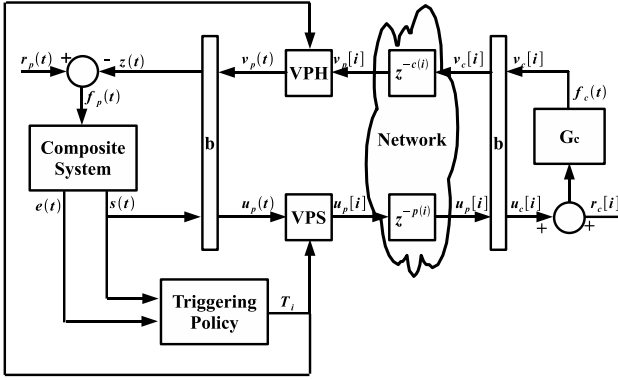 r_p(t) + - z(t) v_p(t) VPH v_p[i] z^{-c(i)} v_c[i] v_c[i]
f_p(t) f_c(t)
Composite System
b
Network
b
G_c
e(t) s(t) u_p(t) VPS u_p[i] z^{-p(i)} u_p[i] u_c[i] r_c[i]
+ +
Triggering Policy
T_i